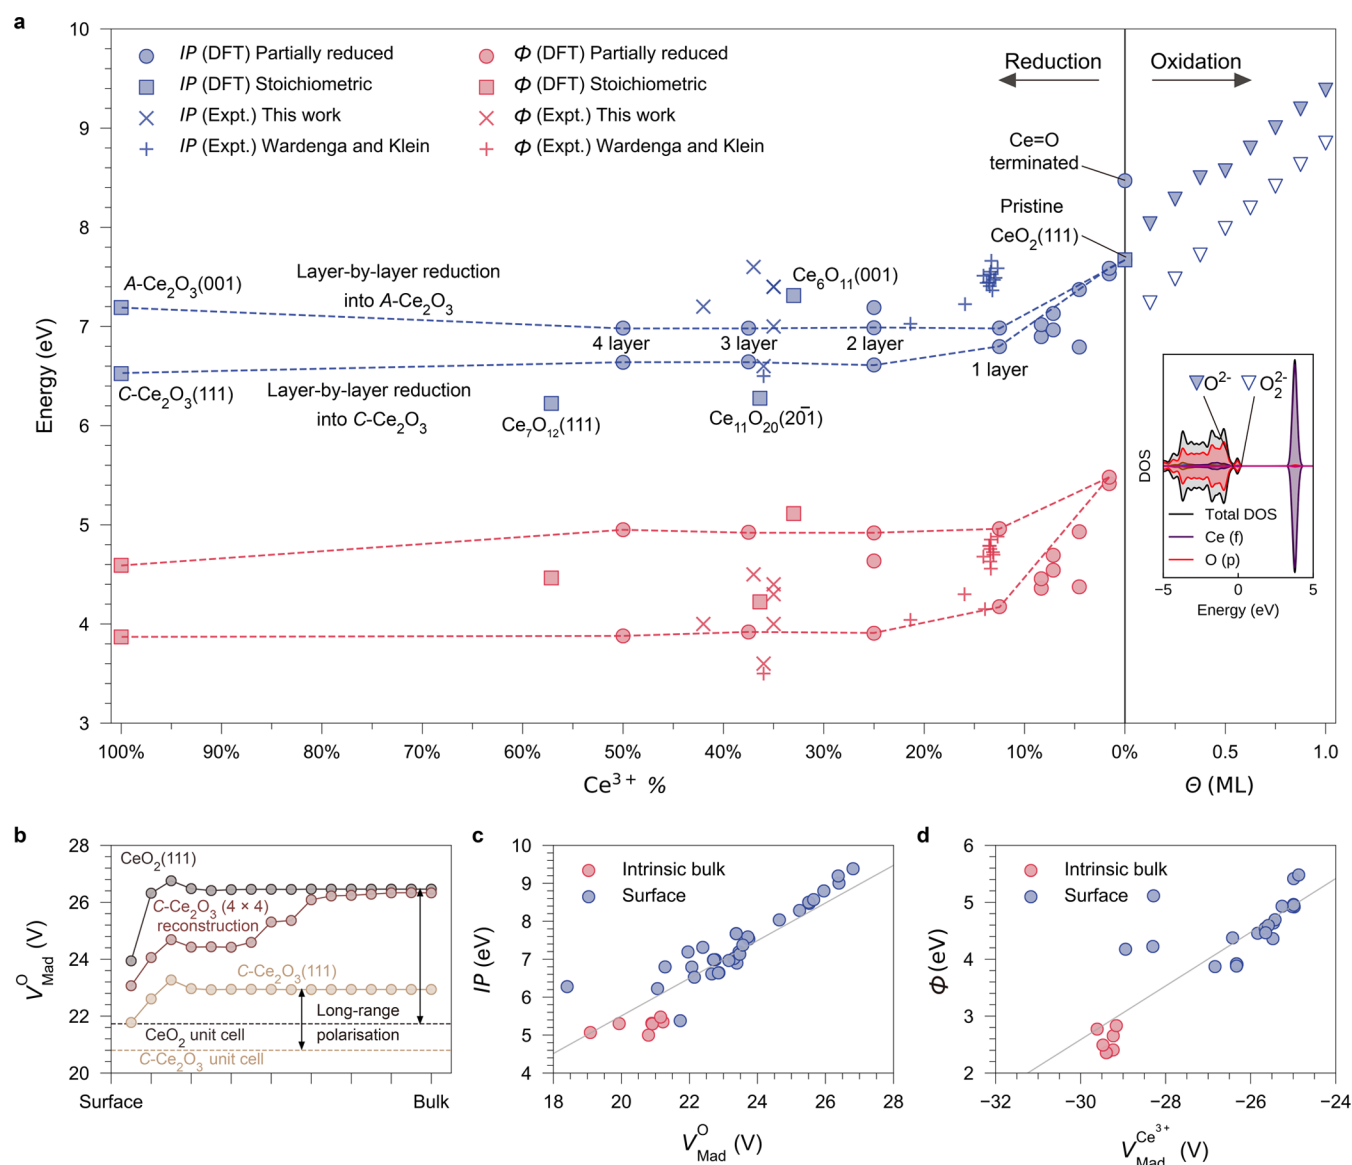 a
10
9
8
7
6
5
4
3
Energy (eV)
IP (DFT) Partially reduced
IP (DFT) Stoichiometric
IP (Expt.) This work
IP (Expt.) Wardenga and Klein
Φ (DFT) Partially reduced
Φ (DFT) Stoichiometric
Φ (Expt.) This work
Φ (Expt.) Wardenga and Klein
Reduction
Oxidation
Ce=O
terminated
Pristine
CeO₂(111)
A-Ce₂O₃(001)
Layer-by-layer reduction
into A-Ce₂O₃
Ce₆O₁₁(001)
4 layer
3 layer
2 layer
1 layer
C-Ce₂O₃(111)
Layer-by-layer reduction
into C-Ce₂O₃
Ce₇O₁₂(111)
Ce₁₁O₂₀(201̄)
O²⁻
O₂²⁻
DOS
Total DOS
Ce (f)
O (p)
−5
0
5
Energy (eV)
100%
90%
80%
70%
60%
50%
40%
30%
20%
10%
0%
0.5
1.0
Ce³⁺ %
Θ (ML)
b
28
26
24
22
20
V_Mad^O (V)
CeO₂(111)
C-Ce₂O₃ (4 × 4)
reconstruction
C-Ce₂O₃(111)
Long-range
polarisation
CeO₂ unit cell
C-Ce₂O₃ unit cell
Surface
Bulk
c
10
9
8
7
6
5
4
IP (eV)
Intrinsic bulk
Surface
18
20
22
24
26
28
V_Mad^O (V)
d
6
5
4
3
2
Φ (eV)
Intrinsic bulk
Surface
−32
−30
−28
−26
−24
V_Mad^Ce³⁺ (V)